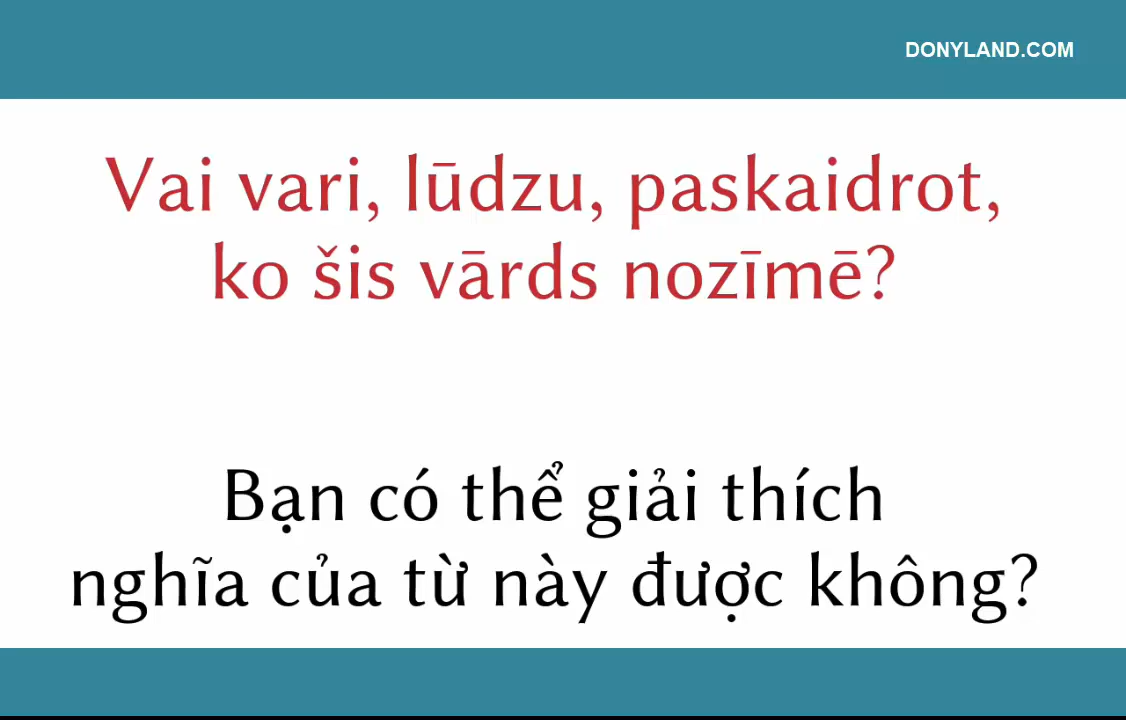 DONYLAND.COM
Vai vari, lūdzu, paskaidrot,
ko šis vārds nozīmē?
Bạn có thể giải thích
nghĩa của từ này được không?